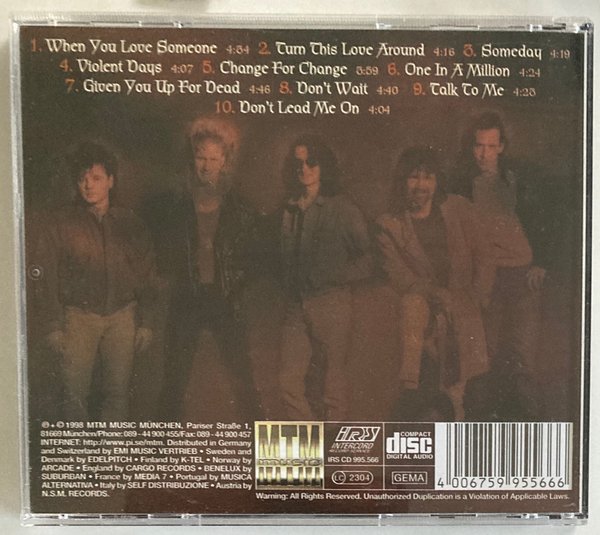 1. When You Love Someone 4:54 2. Turn This Love Around 4:16 3. Someday 4:19
4. Violent Days 4:07 5. Change For Change 3:59 6. One In A Million 4:24
7. Given You Up For Dead 4:46 8. Don't Wait 4:40 9. Talk To Me 4:25
10. Don't Lead Me On 4:04
℗ • © 1998 MTM MUSIC MÜNCHEN, Pariser Straße 1,
81669 München/Phone: 089 - 44 900 455/Fax: 089 - 44 900 457
INTERNET: http://www.pi.se/mtm. Distributed in Germany
and Switzerland by EMI MUSIC VERTRIEB • Sweden and
Denmark by EDELPITCH • Finland by K-TEL • Norway by
ARCADE • England by CARGO RECORDS • BENELUX by
SUBURBAN • France by MEDIA 7 • Portugal by MUSICA
ALTERNATIVA • Italy by SELF DISTRIBUZIONE • Austria by
N.S.M. RECORDS.
MTM
MUSIC
IRS
INTERCORD
RECORD SERVICE
IRS CD 995.566
LC 2304
COMPACT
disc
DIGITAL AUDIO
GEMA
4 006759 955666
Warning: All Rights Reserved. Unauthorized Duplication is a Violation of Applicable Laws.